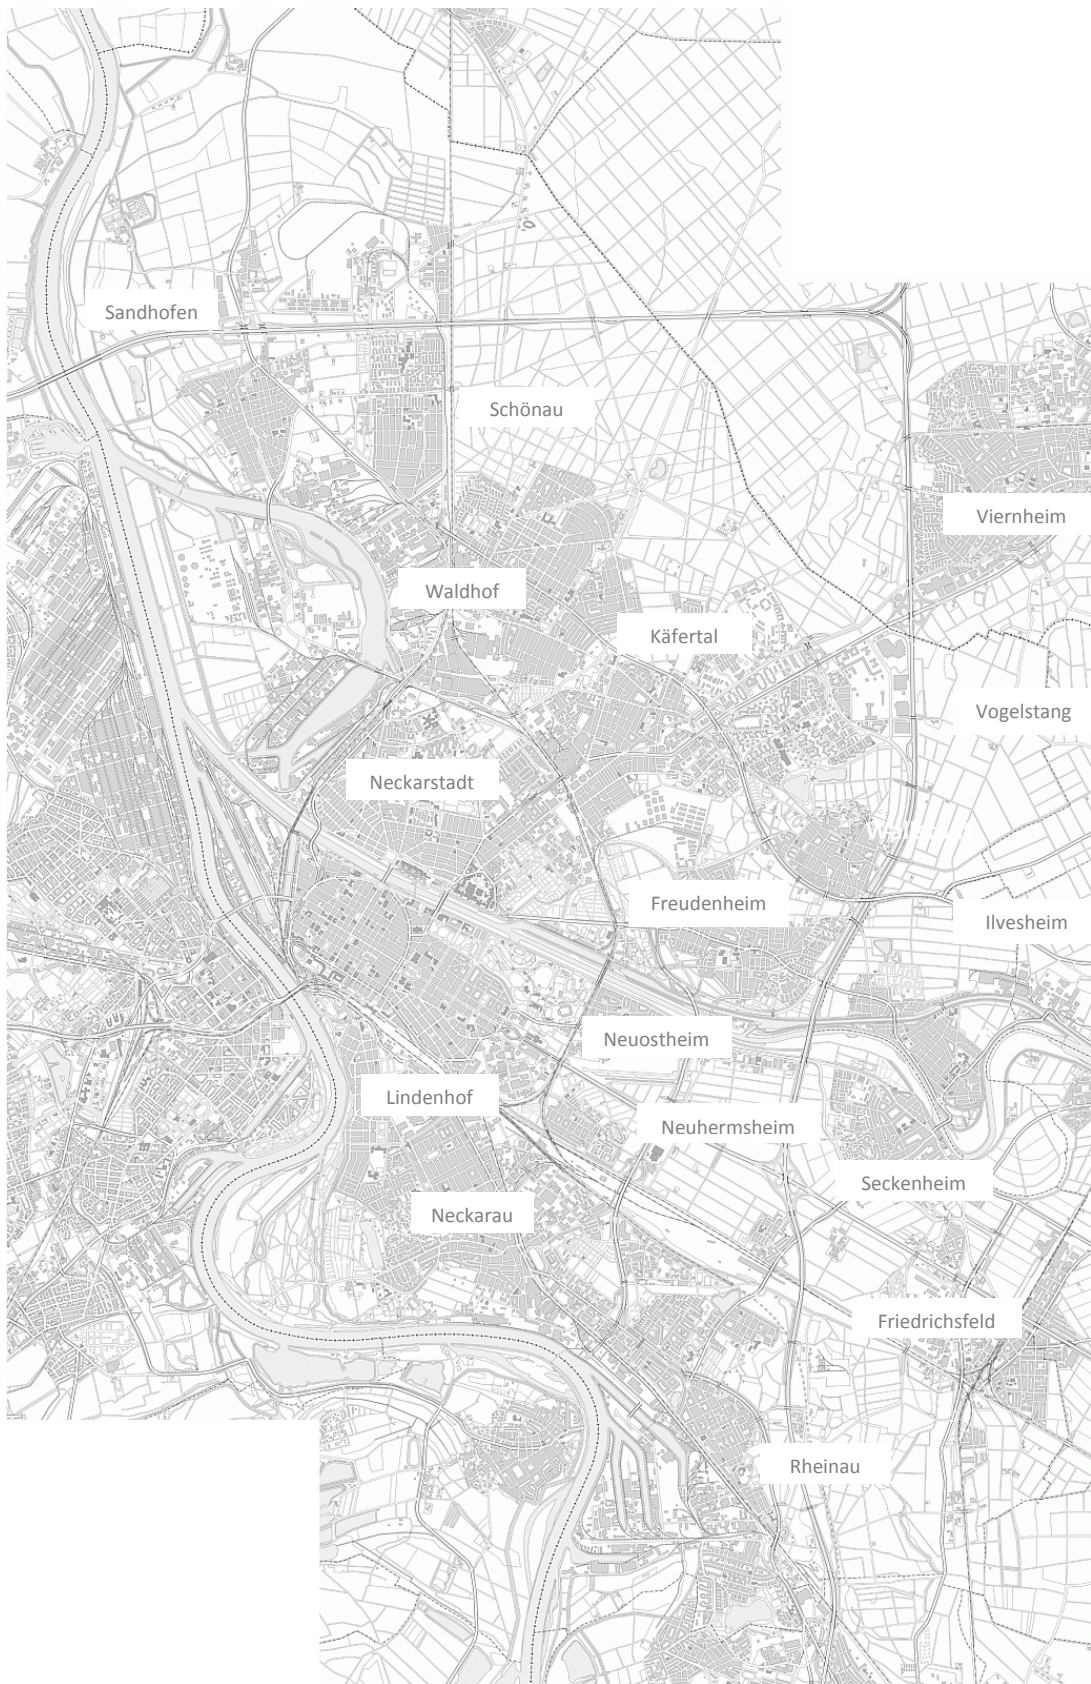 Sandhofen
Schönau
Viernheim
Waldhof
Käfertal
Vogelstang
Neckarstadt
Freudenheim
Ilvesheim
Neuostheim
Lindenhof
Neuhermsheim
Seckenheim
Neckarau
Friedrichsfeld
Rheinau